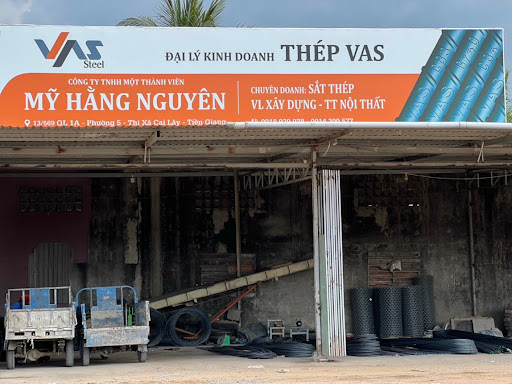 VAS
Steel
ĐẠI LÝ KINH DOANH THÉP VAS
CÔNG TY TNHH MỘT THÀNH VIÊN
MỸ HẰNG NGUYÊN
CHUYÊN DOANH: SẮT THÉP
VL XÂY DỰNG - TT NỘI THẤT
13/569 QL 1A - Phường 5 - Thị Xã Cai Lậy - Tiền Giang